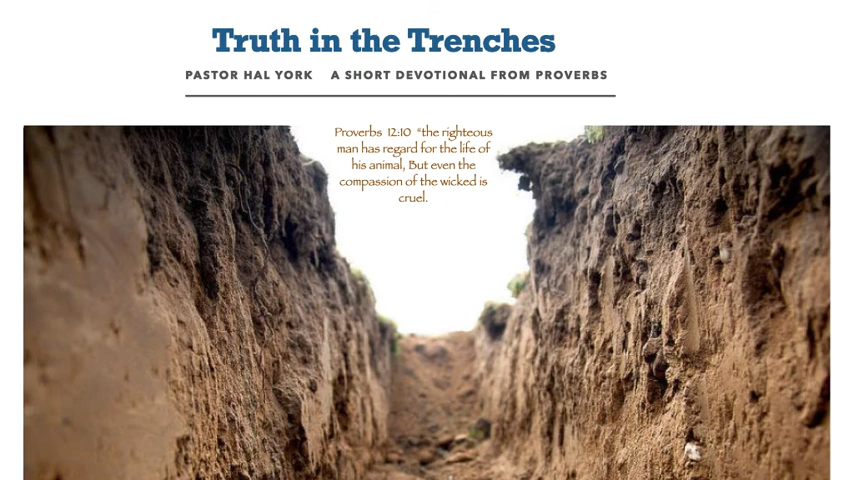 Truth in the Trenches
PASTOR HAL YORK A SHORT DEVOTIONAL FROM PROVERBS
Proverbs 12:10 "the righteous
man has regard for the life of
his animal, But even the
compassion of the wicked is
cruel.